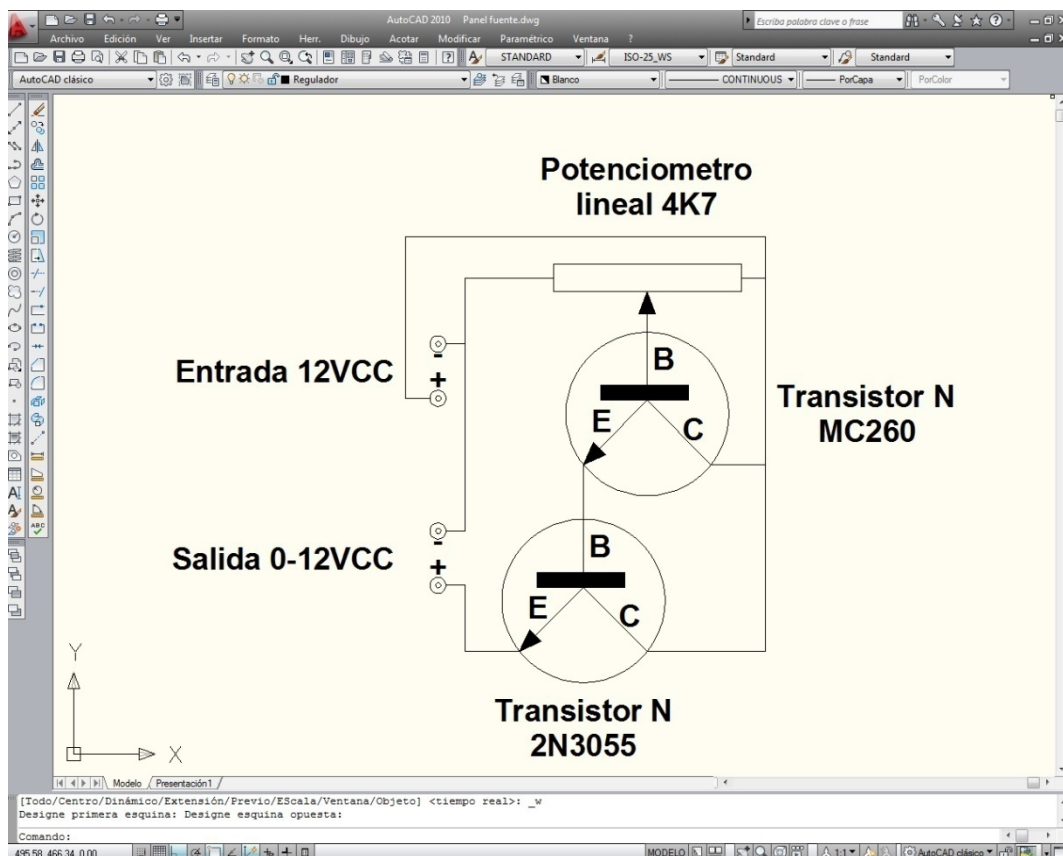 AutoCAD 2010 Panel fuente.dwg
Escriba palabra clave o frase
Archivo Edición Ver Insertar Formato Herr. Dibujo Acotar Modificar Paramétrico Ventana ?
STANDARD ISO-25_WS Standard Standard
AutoCAD clásico Regulador Blanco CONTINUOUS PorCapa PorColor
Potenciometro
lineal 4K7
Entrada 12VCC
-
+
B
E
C
Transistor N
MC260
Salida 0-12VCC
-
+
B
E
C
Transistor N
2N3055
Y
X
Modelo Presentación1
[Todo/Centro/Dinámico/Extensión/Previo/EScala/Ventana/Objeto] <tiempo real>: _w
Designe primera esquina: Designe esquina opuesta:
Comando:
495.58, 466.34, 0.00 MODELO 1:1 AutoCAD clásico